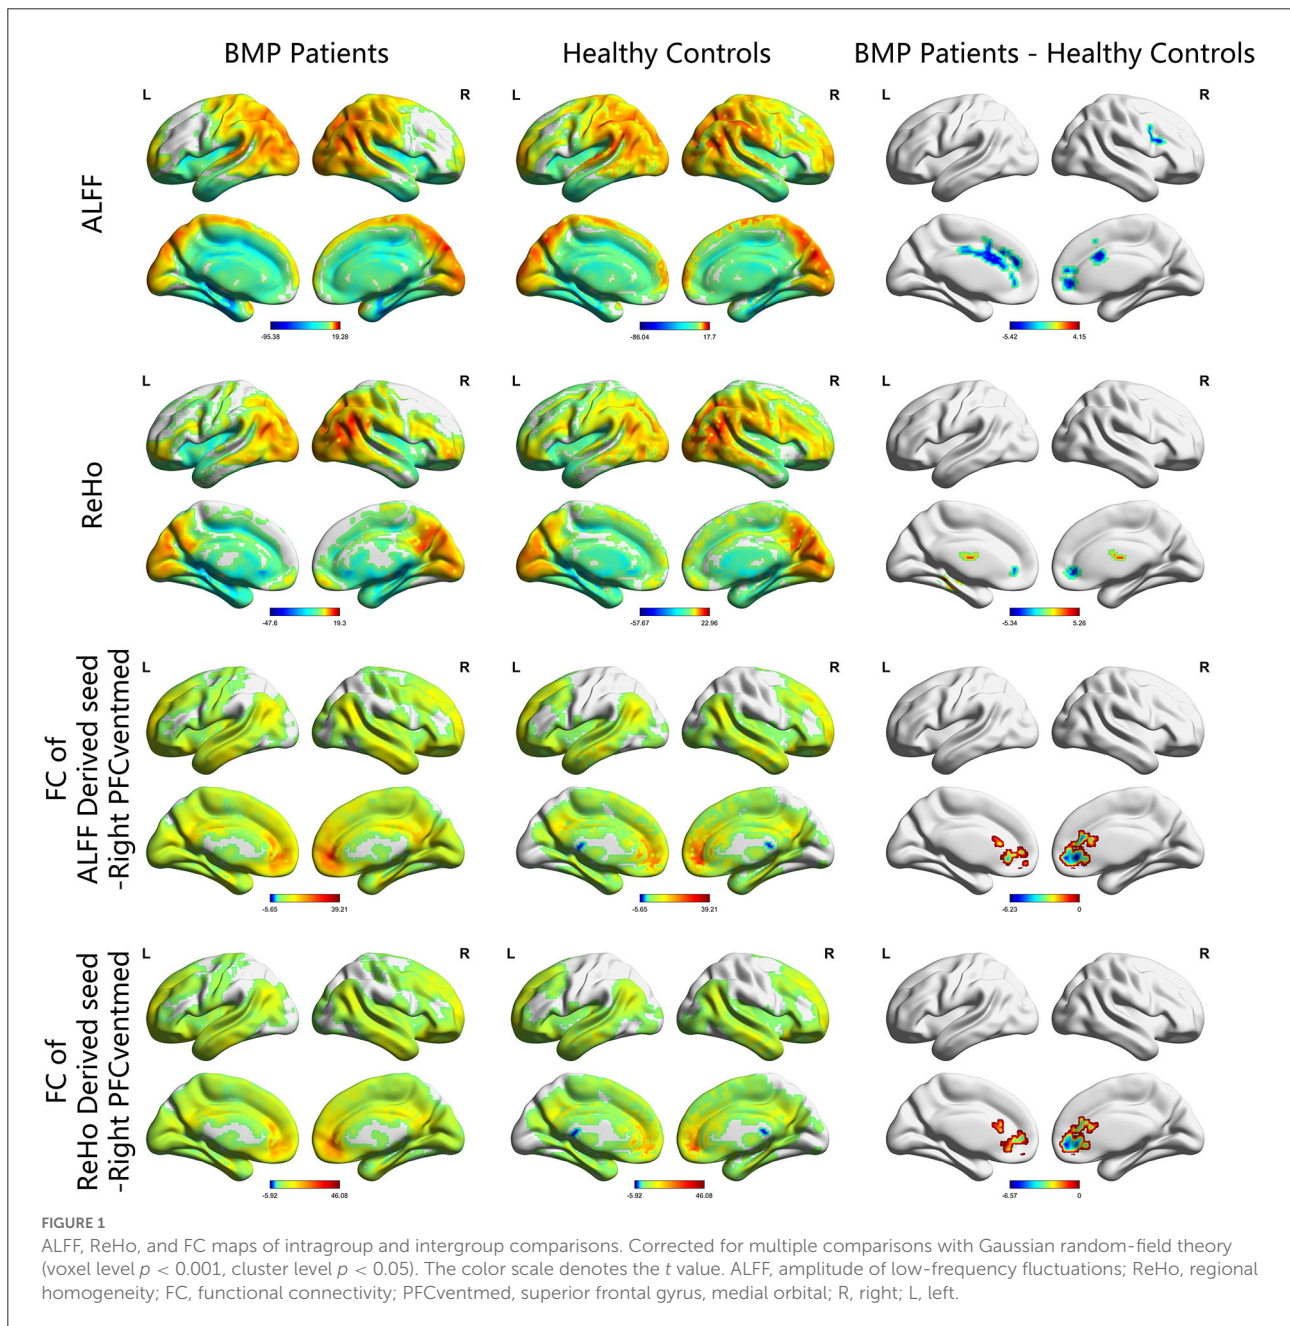 BMP Patients
Healthy Controls
BMP Patients - Healthy Controls
L
R
L
R
L
R
ALFF
-95.38
19.28
-86.04
17.7
-5.42
4.15
L
R
L
R
L
R
ReHo
-47.6
19.3
-57.67
22.96
-5.34
5.26
L
R
L
R
L
R
FC of
ALFF Derived seed
-Right PFCventmed
-5.65
39.21
-5.65
39.21
-6.23
0
L
R
L
R
L
R
FC of
ReHo Derived seed
-Right PFCventmed
-5.92
46.08
-5.92
46.08
-6.57
0
FIGURE 1
ALFF, ReHo, and FC maps of intragroup and intergroup comparisons. Corrected for multiple comparisons with Gaussian random-field theory
(voxel level p < 0.001, cluster level p < 0.05). The color scale denotes the t value. ALFF, amplitude of low-frequency fluctuations; ReHo, regional
homogeneity; FC, functional connectivity; PFCventmed, superior frontal gyrus, medial orbital; R, right; L, left.